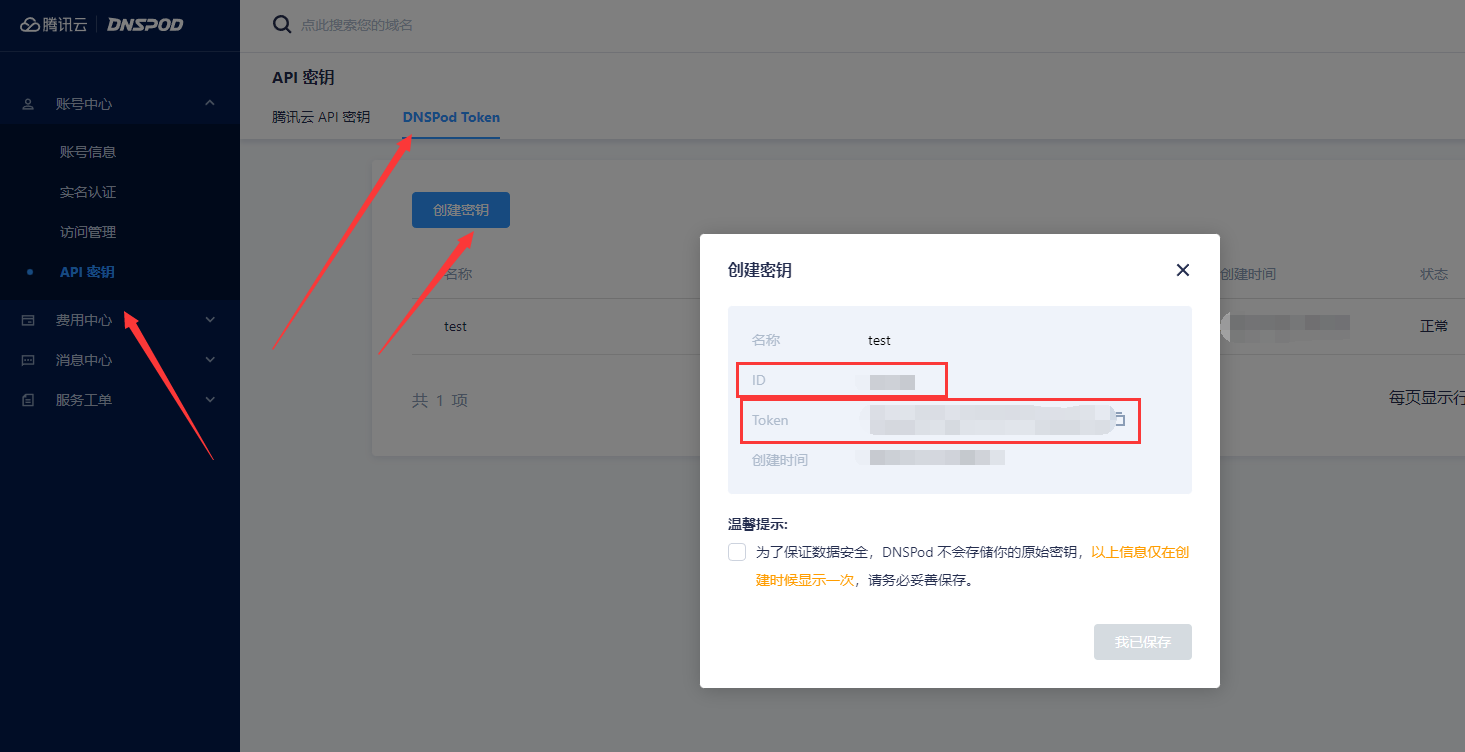 腾讯云 DNSPOD
点此搜索您的域名
账号中心
账号信息
实名认证
访问管理
API 密钥
费用中心
消息中心
服务工单
API 密钥
腾讯云 API 密钥 DNSPod Token
创建密钥
名称 创建时间 状态
test 正常
共 1 项 每页显示行
创建密钥
名称 test
ID
Token
创建时间
温馨提示:
为了保证数据安全，DNSPod 不会存储你的原始密钥，以上信息仅在创
建时候显示一次，请务必妥善保存。
我已保存